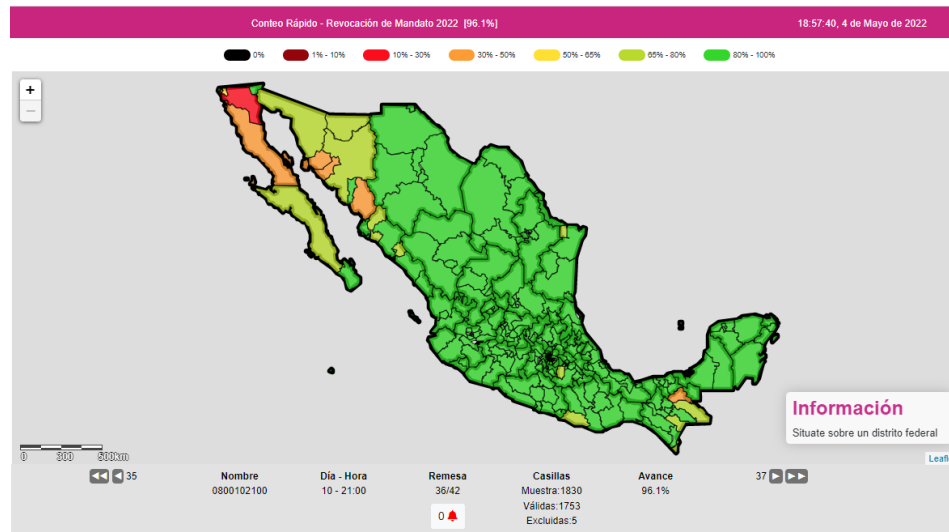 Conteo Rápido - Revocación de Mandato 2022 [96.1%]
18:57:40, 4 de Mayo de 2022
0% 1% - 10% 10% - 30% 30% - 50% 50% - 65% 65% - 80% 80% - 100%
+
−
Información
Situate sobre un distrito federal
0 300 500km
Leafl
35
Nombre Día - Hora Remesa Casillas Avance
37
0800102100 10 - 21:00 36/42 Muestra:1830 96.1%
Válidas:1753
Excluidas:5
0